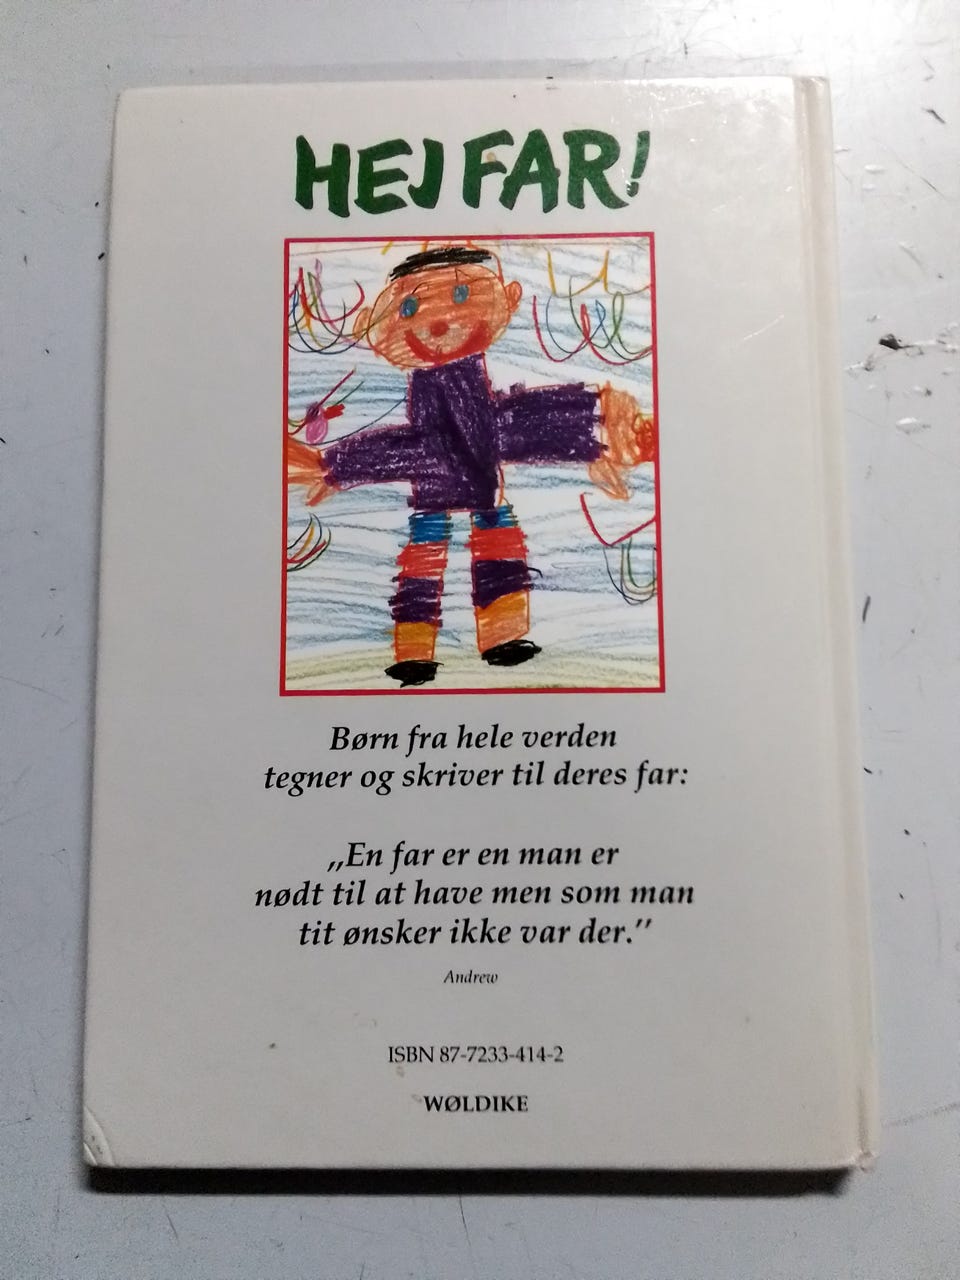 HEJ FAR!
Børn fra hele verden
tegner og skriver til deres far:
„En far er en man er
nødt til at have men som man
tit ønsker ikke var der.”
Andrew
ISBN 87-7233-414-2
WØLDIKE